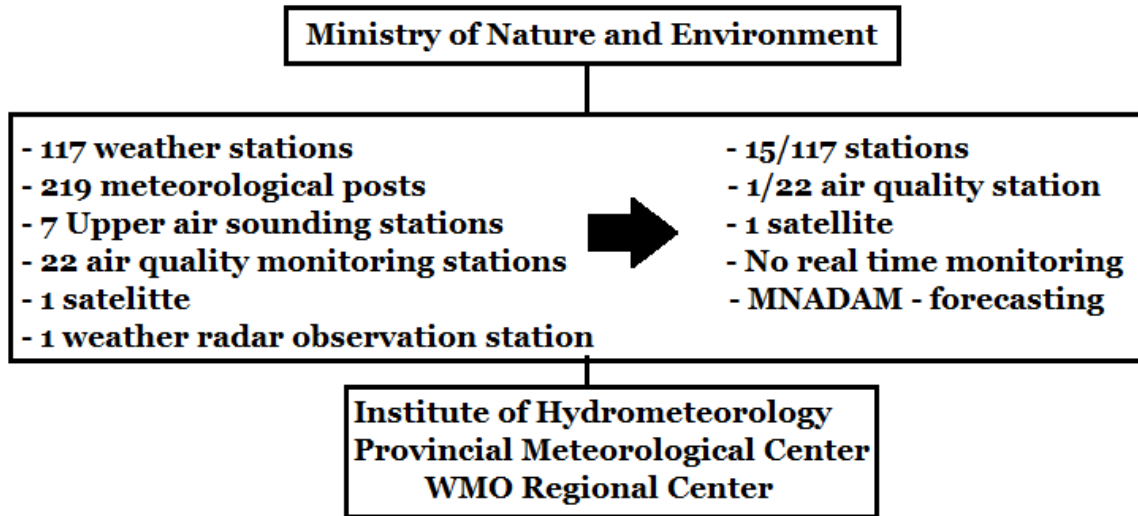 Ministry of Nature and Environment
- 117 weather stations
- 219 meteorological posts
- 7 Upper air sounding stations
- 22 air quality monitoring stations
- 1 satelitte
- 1 weather radar observation station
- 15/117 stations
- 1/22 air quality station
- 1 satellite
- No real time monitoring
- MNADAM - forecasting
Institute of Hydrometeorology
Provincial Meteorological Center
WMO Regional Center